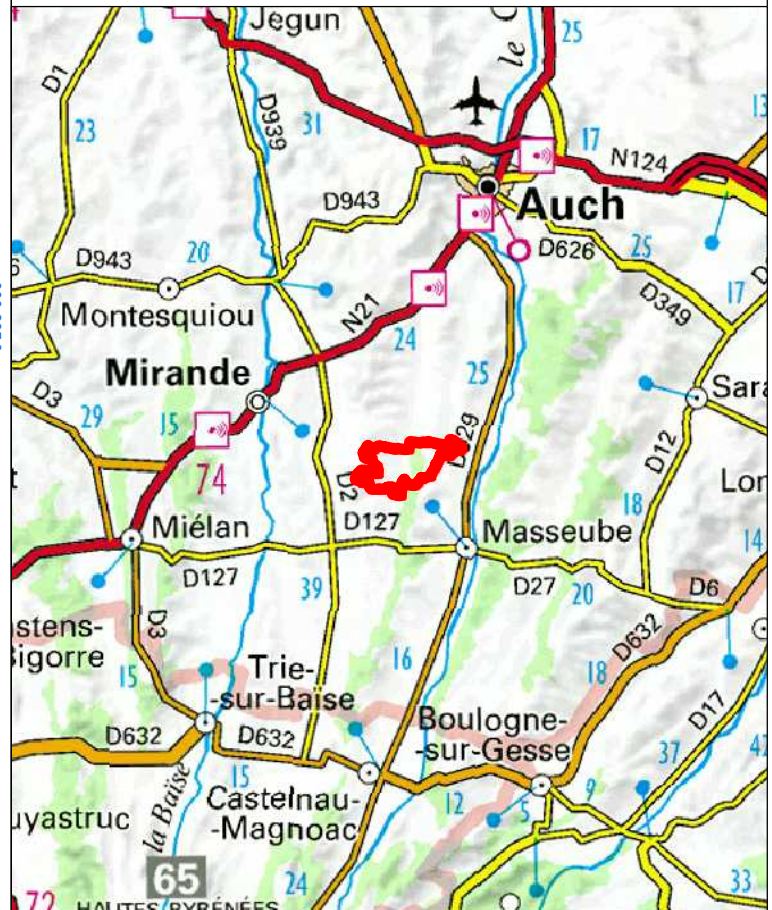 Jegun
le C
25
D1
23
D939
31
17
N124
13
D943
Auch
D943
20
D626
25
17
Montesquiou
N21
24
D349
Mirande
25
D3
29
15
Sara
D2
D12
74
Lon
18
Miélan
D127
Masseube
14
D127
39
D27
20
D6
stens-
Bigorre
D3
D632
15
Trie-
-sur-Baïse
16
18
D17
D632
D632
Boulogne-
-sur-Gesse
37
15
la Baïse
Castelnau-
-Magnoac
12
5
9
uyastruc
65
24
33
72
HAUTES PYRÉNÉES